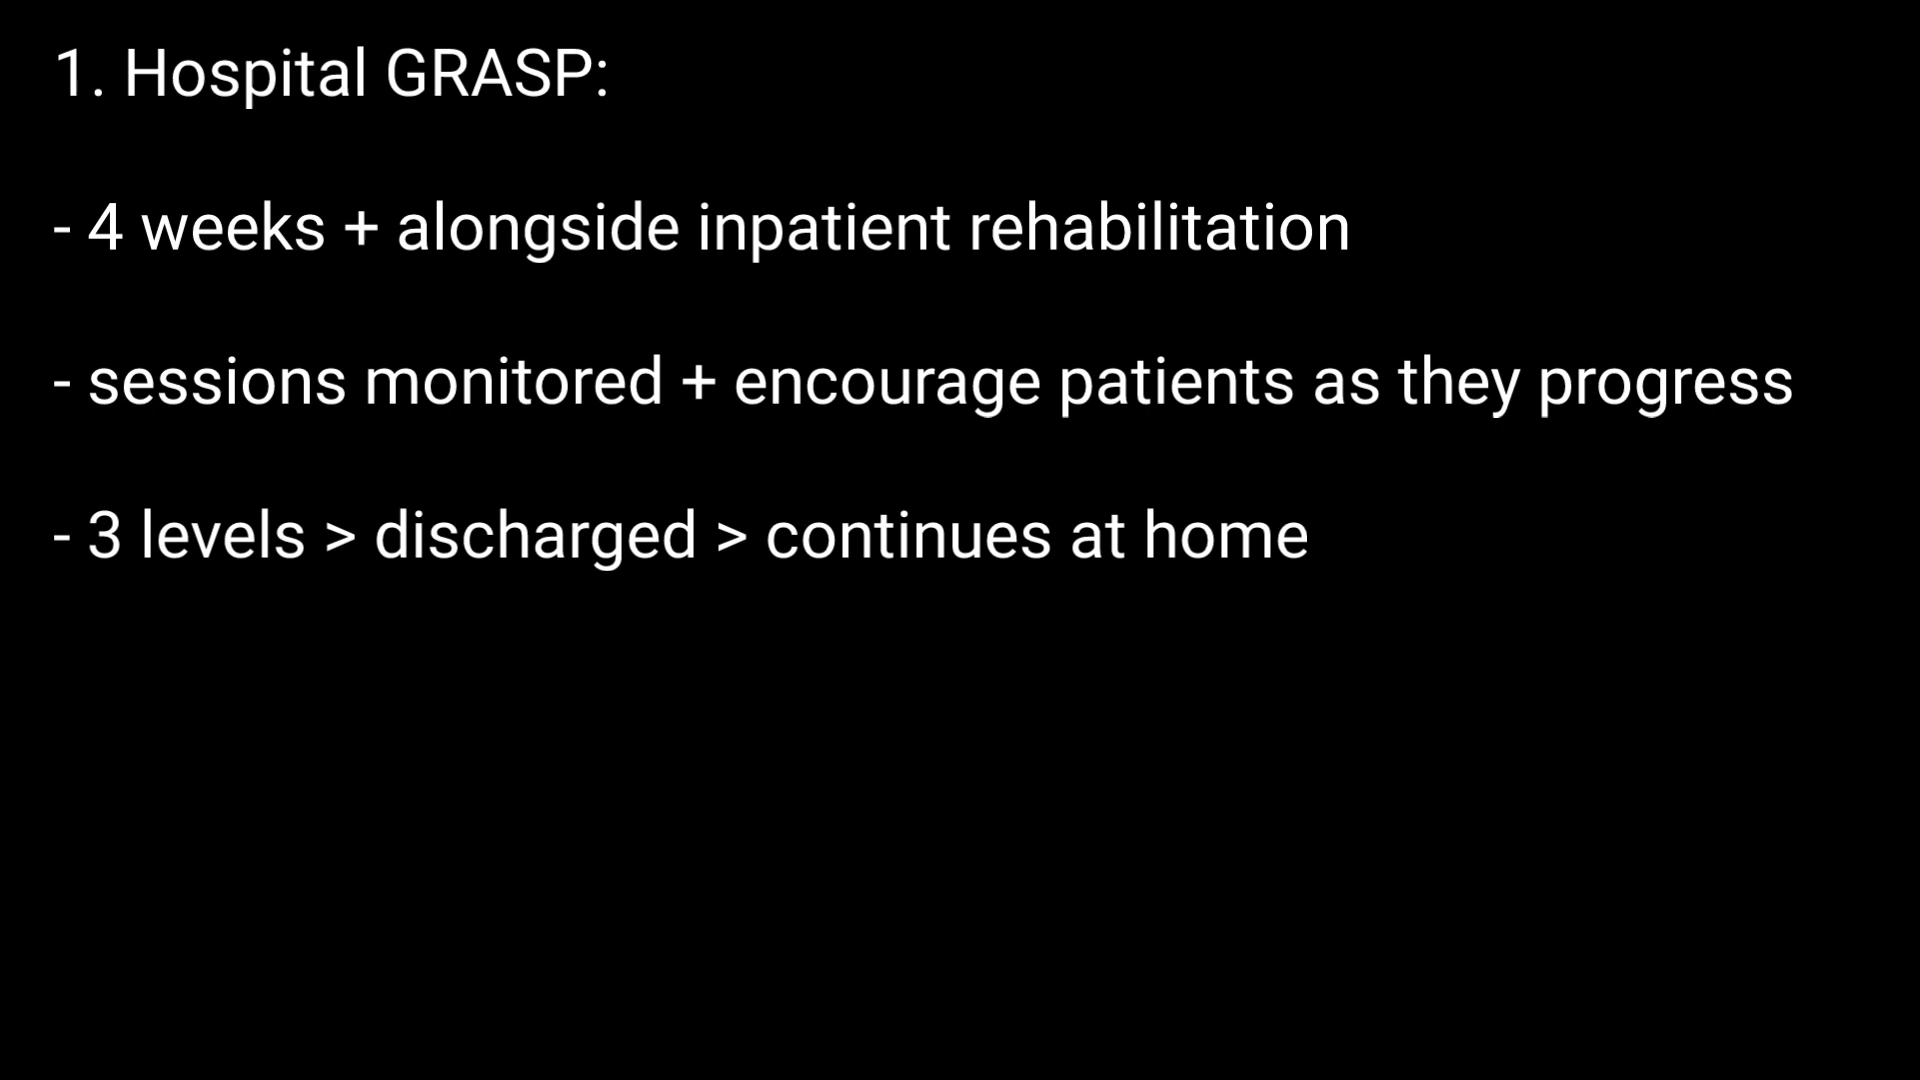 1. Hospital GRASP:
- 4 weeks + alongside inpatient rehabilitation
- sessions monitored + encourage patients as they progress
- 3 levels > discharged > continues at home